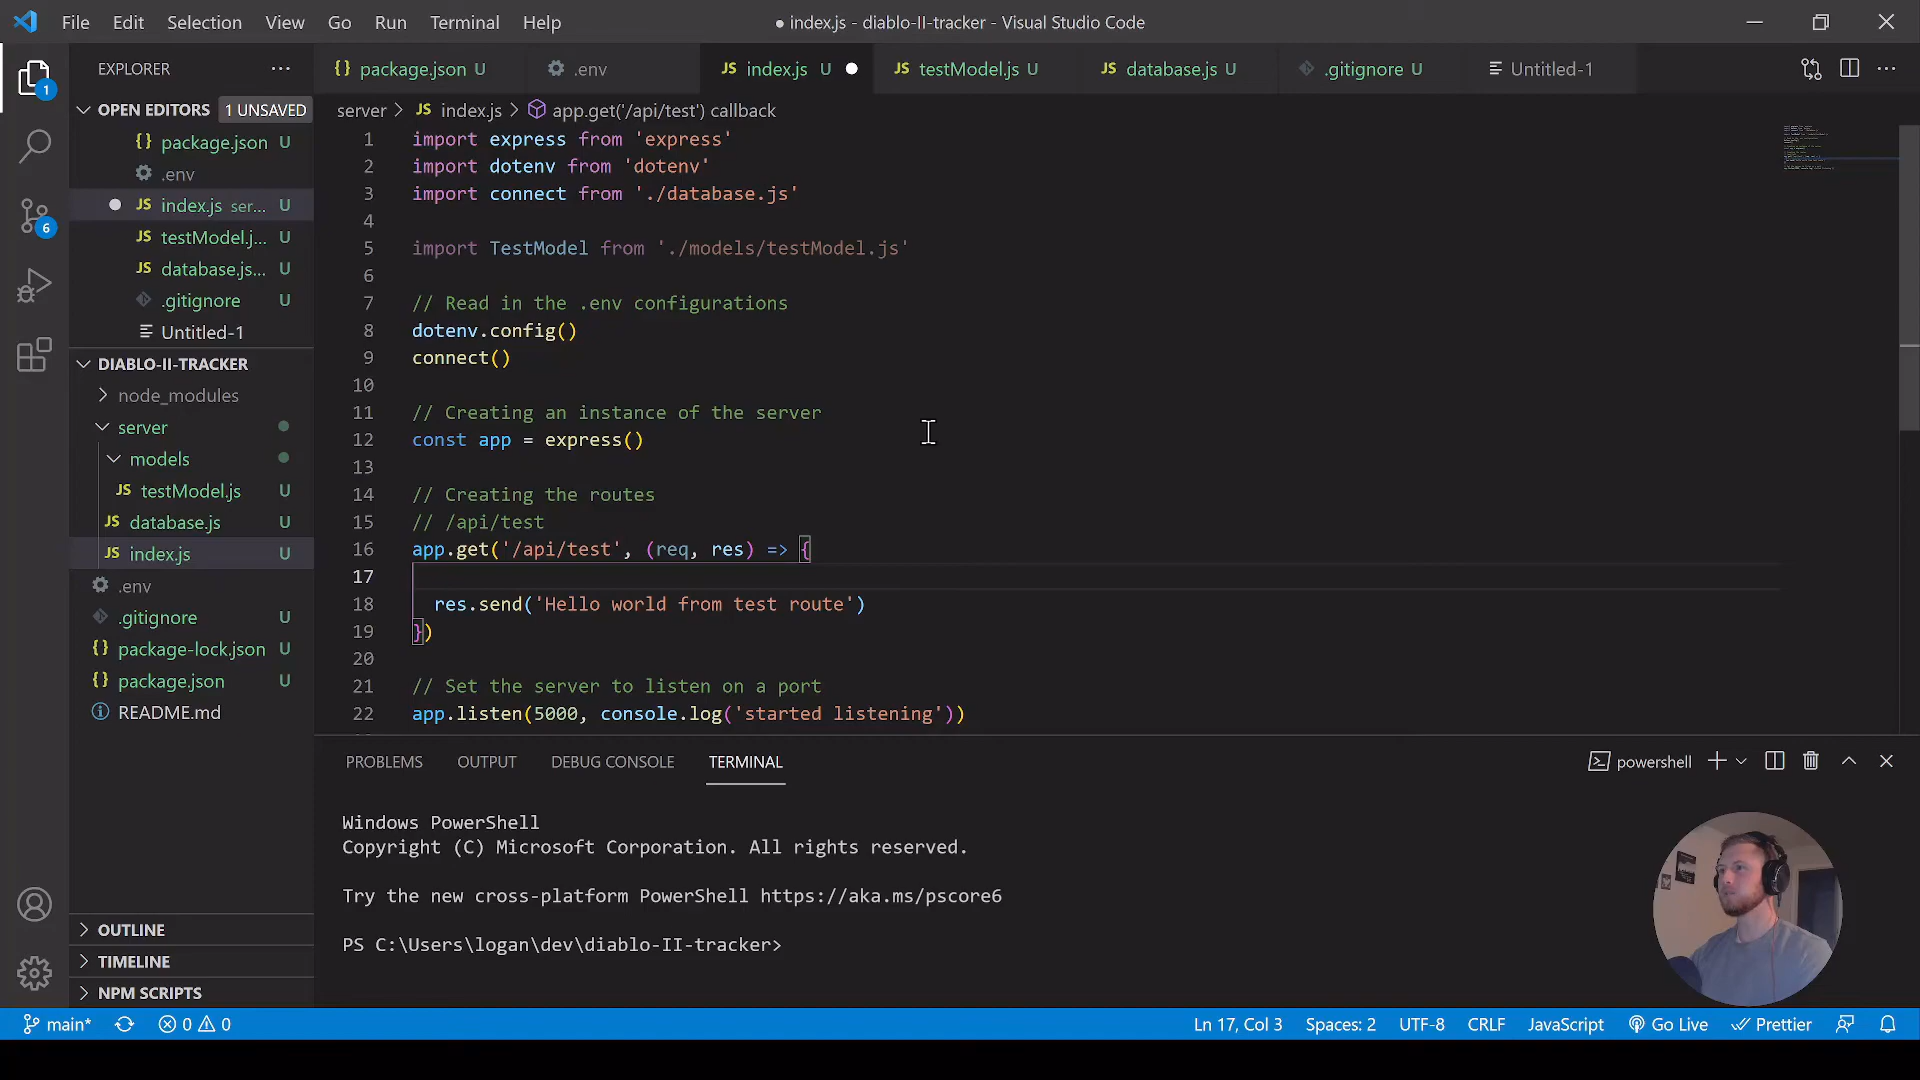 File Edit Selection View Go Run Terminal Help
● index.js - diablo-II-tracker - Visual Studio Code
EXPLORER
OPEN EDITORS 1 UNSAVED
package.json U
.env
index.js ser... U
testModel.j... U
database.js... U
.gitignore U
Untitled-1
DIABLO-II-TRACKER
node_modules
server
models
JS testModel.js U
JS database.js U
JS index.js U
.env
.gitignore U
package-lock.json U
package.json U
README.md
OUTLINE
TIMELINE
NPM SCRIPTS
{} package.json U .env JS index.js U JS testModel.js U JS database.js U .gitignore U Untitled-1
server > JS index.js > app.get('/api/test') callback
1 import express from 'express'
2 import dotenv from 'dotenv'
3 import connect from './database.js'
4
5 import TestModel from './models/testModel.js'
6
7 // Read in the .env configurations
8 dotenv.config()
9 connect()
10
11 // Creating an instance of the server
12 const app = express()
13
14 // Creating the routes
15 // /api/test
16 app.get('/api/test', (req, res) => {
17
18 res.send('Hello world from test route')
19 })
20
21 // Set the server to listen on a port
22 app.listen(5000, console.log('started listening'))
PROBLEMS OUTPUT DEBUG CONSOLE TERMINAL
powershell
Windows PowerShell
Copyright (C) Microsoft Corporation. All rights reserved.
Try the new cross-platform PowerShell https://aka.ms/pscore6
PS C:\Users\logan\dev\diablo-II-tracker>
1
6
main* 0 0
Ln 17, Col 3 Spaces: 2 UTF-8 CRLF JavaScript Go Live Prettier